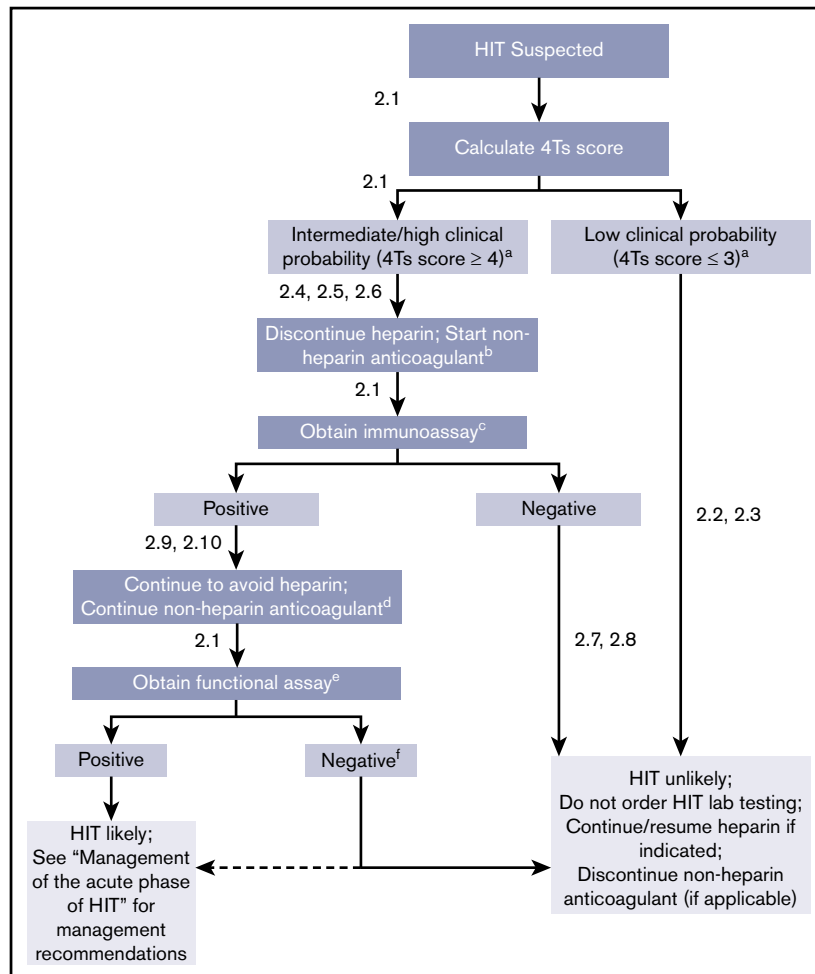 HIT Suspected
2.1
Calculate 4Ts score
2.1
Intermediate/high clinical
probability (4Ts score ≥ 4)ᵃ
Low clinical probability
(4Ts score ≤ 3)ᵃ
2.4, 2.5, 2.6
Discontinue heparin; Start non-
heparin anticoagulantᵇ
2.1
Obtain immunoassayᶜ
Positive
Negative
2.2, 2.3
2.9, 2.10
Continue to avoid heparin;
Continue non-heparin anticoagulantᵈ
2.7, 2.8
2.1
Obtain functional assayᵉ
Positive
Negativeᶠ
HIT likely;
See “Management
of the acute phase
of HIT” for
management
recommendations
HIT unlikely;
Do not order HIT lab testing;
Continue/resume heparin if
indicated;
Discontinue non-heparin
anticoagulant (if applicable)